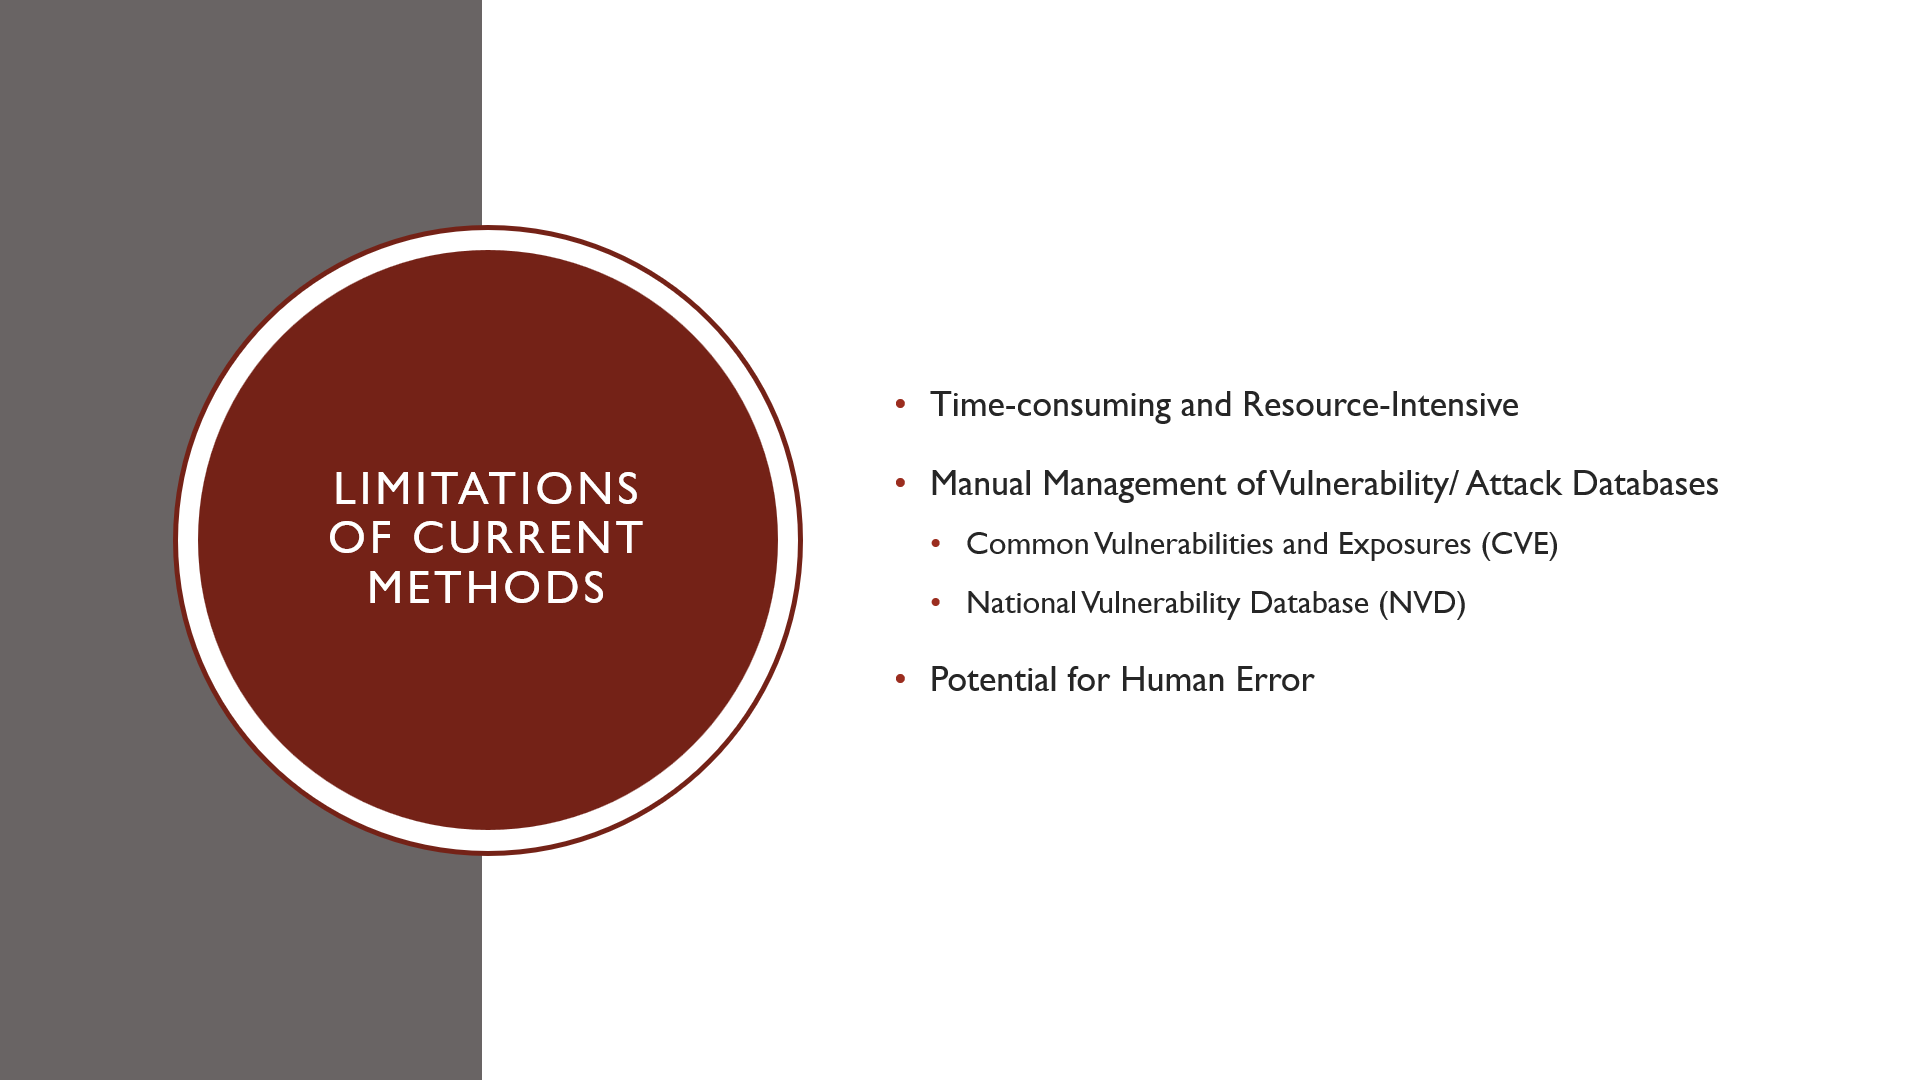 LIMITATIONS
OF CURRENT
METHODS
• Time-consuming and Resource-Intensive
• Manual Management of Vulnerability/ Attack Databases
• Common Vulnerabilities and Exposures (CVE)
• National Vulnerability Database (NVD)
• Potential for Human Error